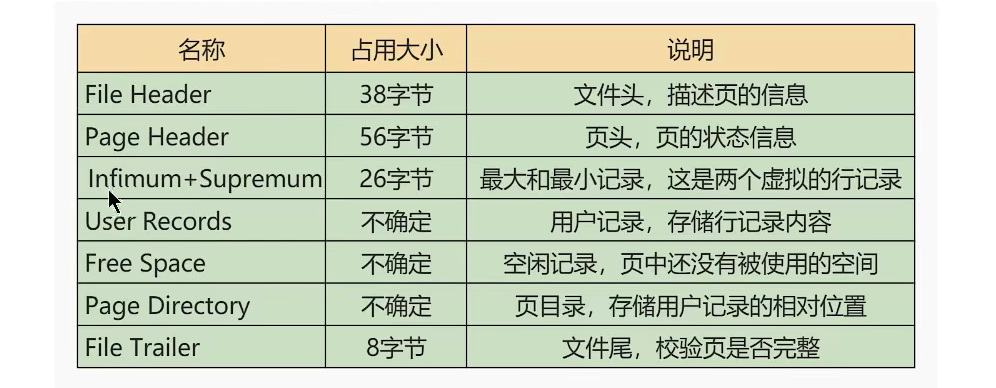 名称 占用大小 说明
File Header 38字节 文件头，描述页的信息
Page Header 56字节 页头，页的状态信息
Infimum+Supremum 26字节 最大和最小记录，这是两个虚拟的行记录
User Records 不确定 用户记录，存储行记录内容
Free Space 不确定 空闲记录，页中还没有被使用的空间
Page Directory 不确定 页目录，存储用户记录的相对位置
File Trailer 8字节 文件尾，校验页是否完整